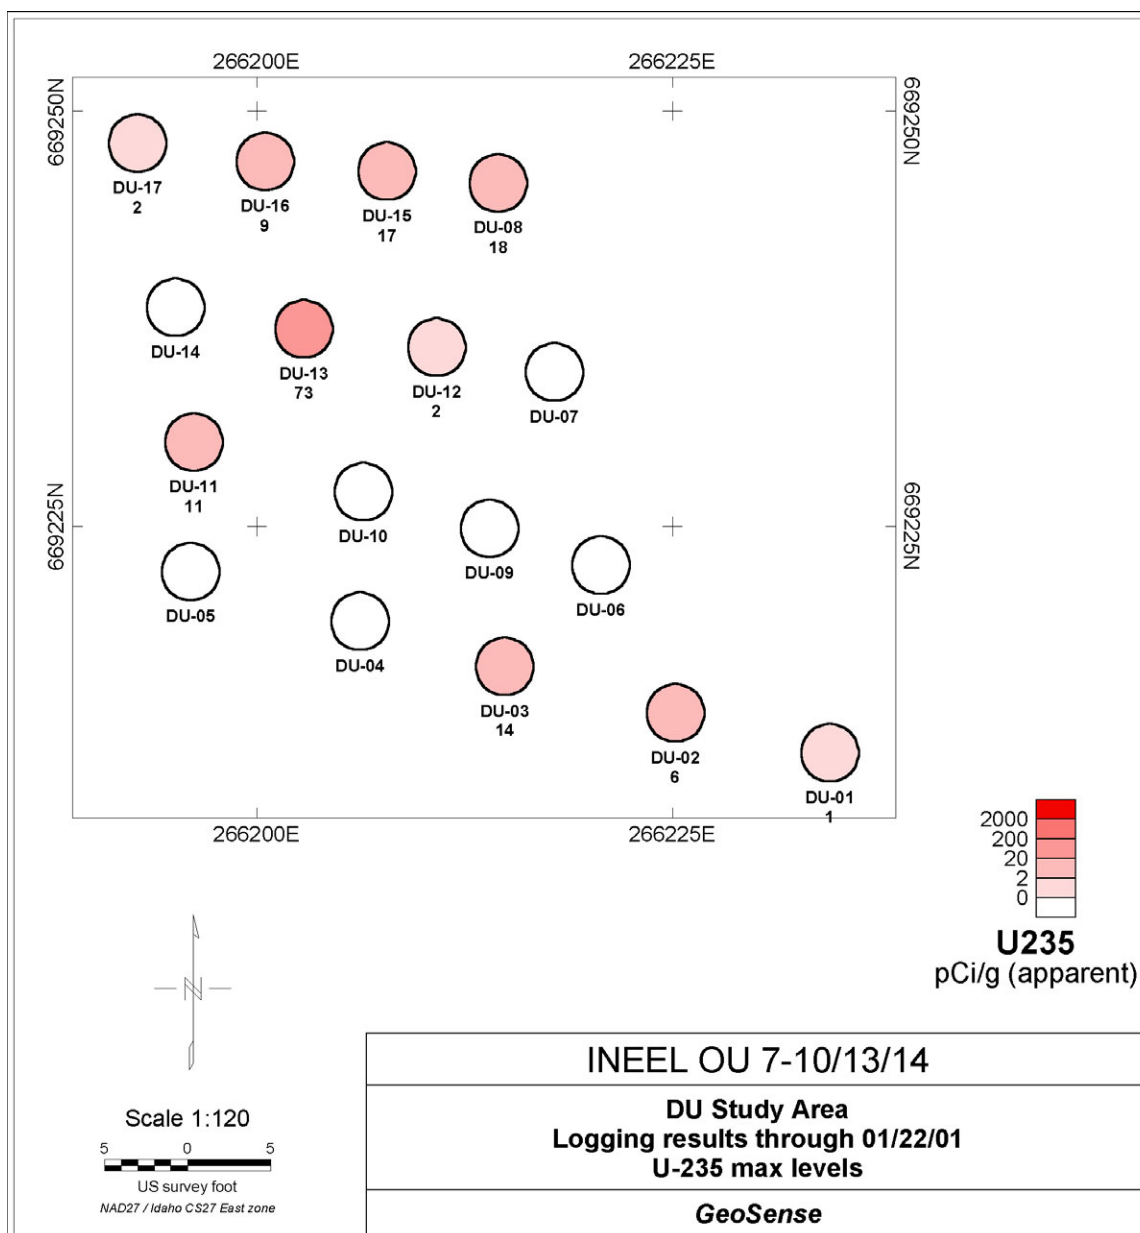 266200E
266225E
669250N
669250N
DU-17
2
DU-16
9
DU-15
17
DU-08
18
DU-14
DU-13
73
DU-12
2
DU-07
DU-11
11
DU-10
669225N
669225N
DU-09
DU-05
DU-06
DU-04
DU-03
14
DU-02
6
DU-01
1
266200E
266225E
2000
200
20
2
0
U235
pCi/g (apparent)
N
Scale 1:120
5 0 5
US survey foot
NAD27 / Idaho CS27 East zone
INEEL OU 7-10/13/14
DU Study Area
Logging results through 01/22/01
U-235 max levels
GeoSense